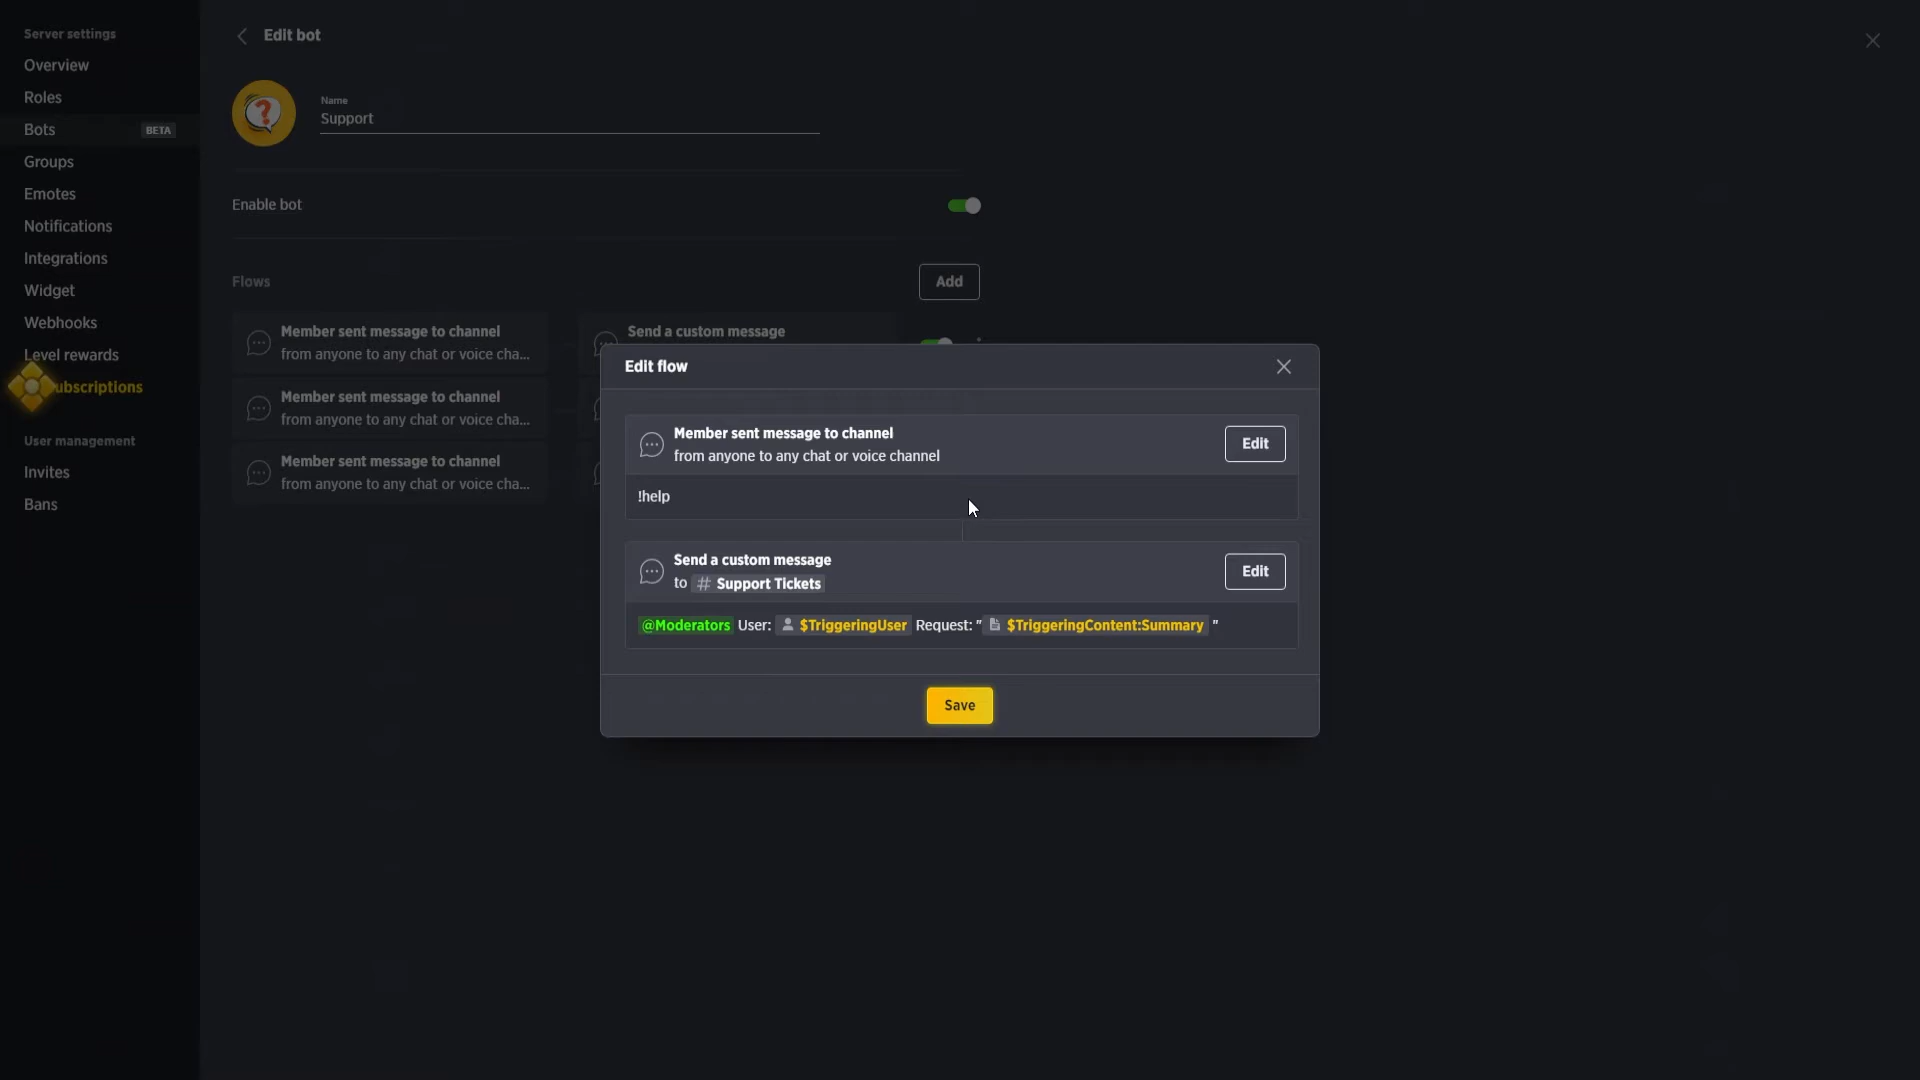 Server settings
Overview
Roles
Bots BETA
Groups
Emotes
Notifications
Integrations
Widget
Webhooks
Level rewards
ubscriptions
User management
Invites
Bans
Edit bot
Name
Support
Enable bot
Flows
Add
Member sent message to channel
from anyone to any chat or voice cha...
Send a custom message
Member sent message to channel
from anyone to any chat or voice cha...
Member sent message to channel
from anyone to any chat or voice cha...
Edit flow
Member sent message to channel
from anyone to any chat or voice channel
Edit
!help
Send a custom message
to # Support Tickets
Edit
@Moderators User: $TriggeringUser Request: " $TriggeringContent:Summary "
Save